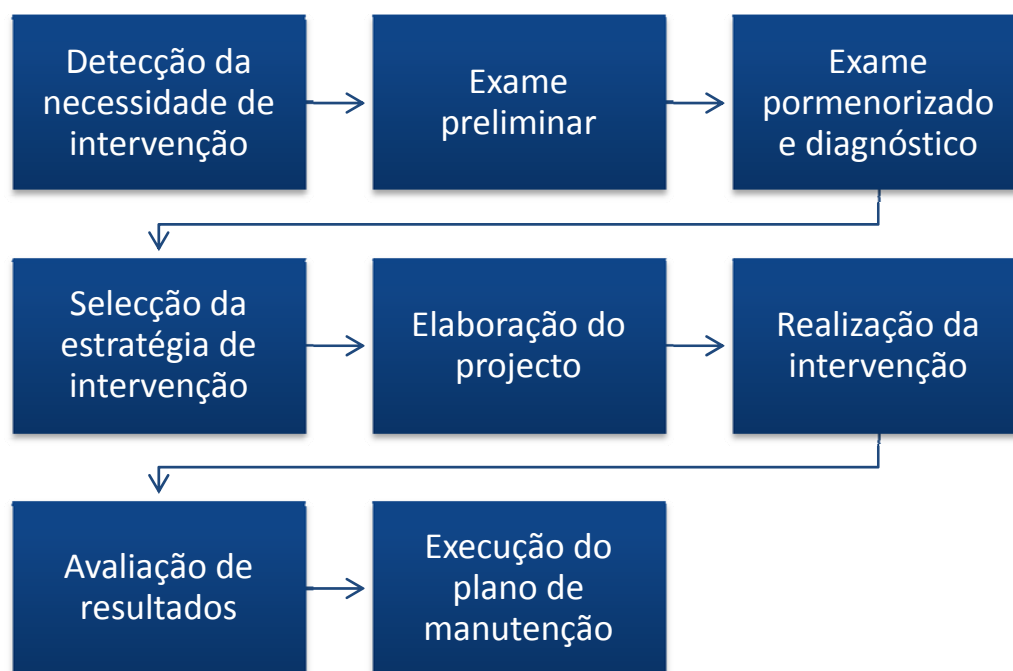 Detecção da
necessidade de
intervenção
Exame
preliminar
Exame
pormenorizado
e diagnóstico
Selecção da
estratégia de
intervenção
Elaboração do
projecto
Realização da
intervenção
Avaliação de
resultados
Execução do
plano de
manutenção